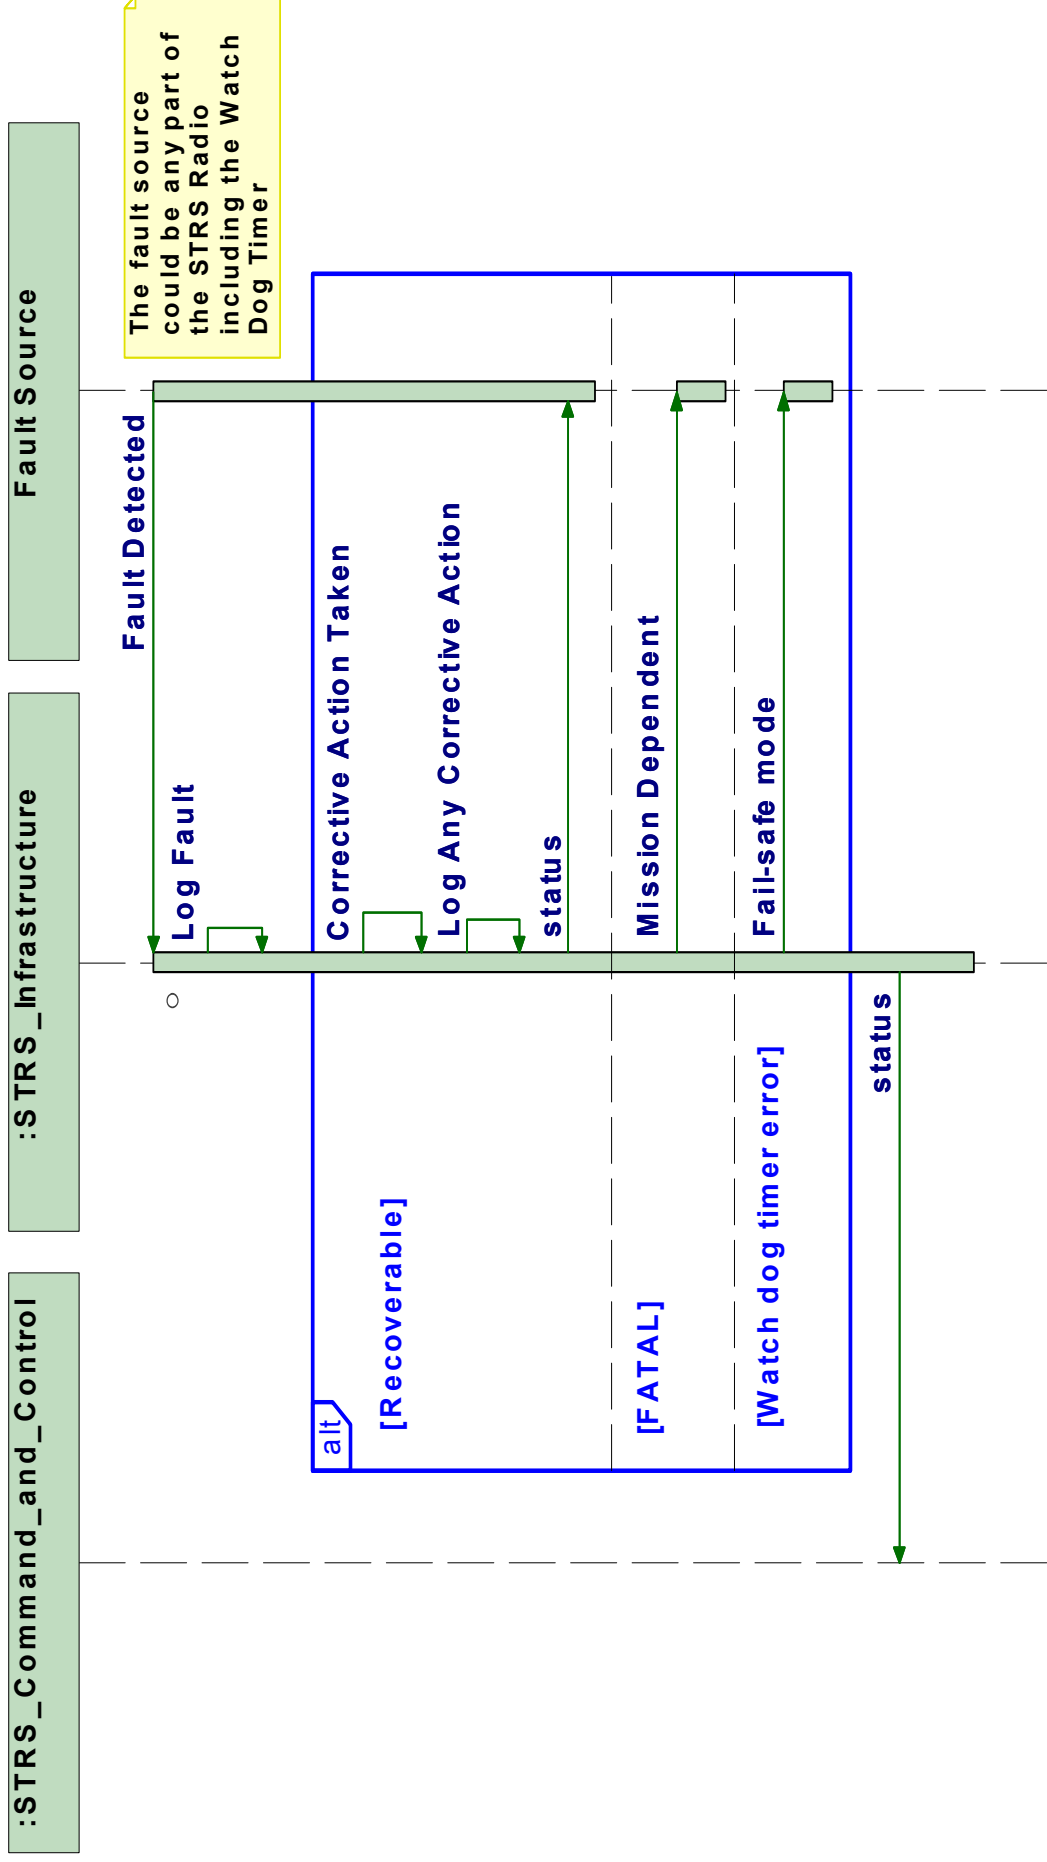 :STRS_Command_and_Control
:STRS_Infrastructure
Fault Source
The fault source
could be any part of
the STRS Radio
including the Watch
Dog Timer
Fault Detected
Log Fault
alt
[Recoverable]
Corrective Action Taken
Log Any Corrective Action
status
[FATAL]
Mission Dependent
[Watch dog timer error]
Fail-safe mode
status